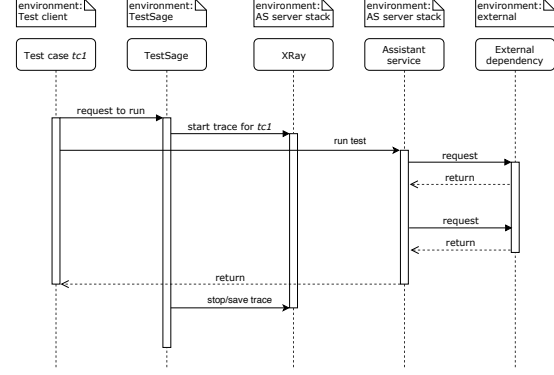 environment:
Test client
environment:
TestSage
environment:
AS server stack
environment:
AS server stack
environment:
external
Test case tc1
TestSage
XRay
Assistant
service
External
dependency
request to run
start trace for tc1
run test
request
return
request
return
return
stop/save trace